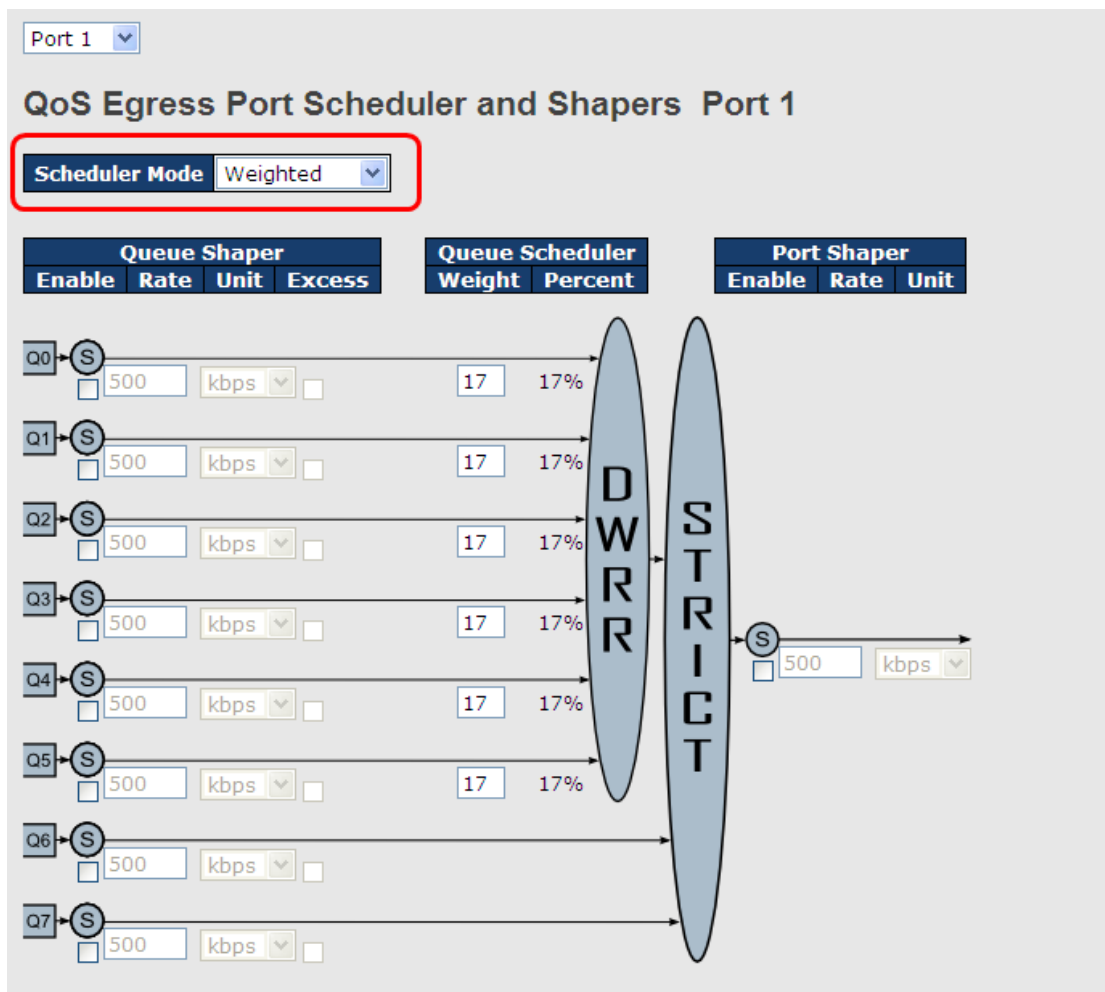 Port 1
QoS Egress Port Scheduler and Shapers Port 1
Scheduler Mode Weighted
Queue Shaper Queue Scheduler Port Shaper
Enable Rate Unit Excess Weight Percent Enable Rate Unit
Q0 S
500 kbps 17 17%
Q1 S
500 kbps 17 17%
Q2 S
500 kbps 17 17%
Q3 S
500 kbps 17 17%
Q4 S
500 kbps 17 17%
Q5 S
500 kbps 17 17%
Q6 S
500 kbps
Q7 S
500 kbps
DWRR
STRICT
S
500 kbps